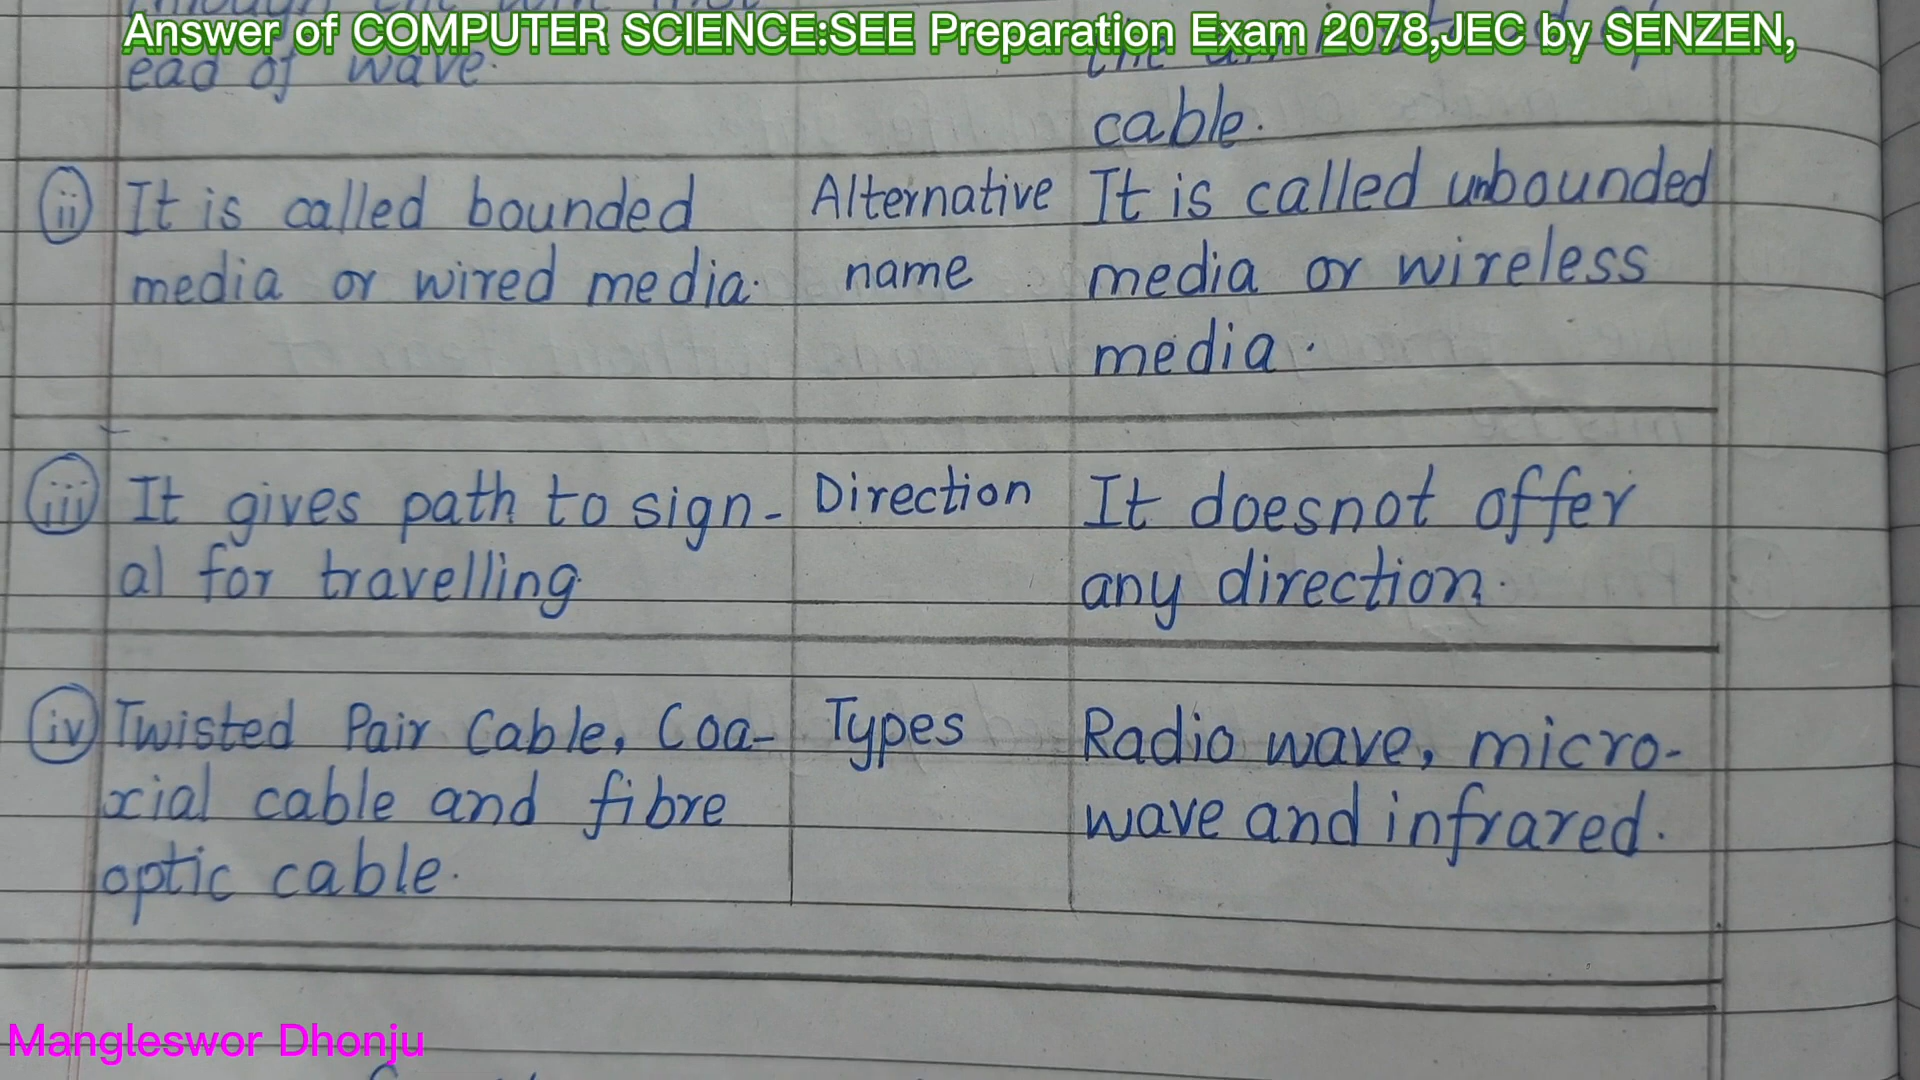 Answer of COMPUTER SCIENCE:SEE Preparation Exam 2078,JEC by SENZEN,
ead of wave.
cable.
ii It is called bounded
media or wired media.
Alternative
name
It is called unbounded
media or wireless
media.
iii It gives path to sign-
al for travelling
Direction
It doesnot offer
any direction.
iv Twisted Pair Cable, Coa-
xial cable and fibre
optic cable.
Types
Radio wave, micro-
wave and infrared.
Mangleswor Dhonju